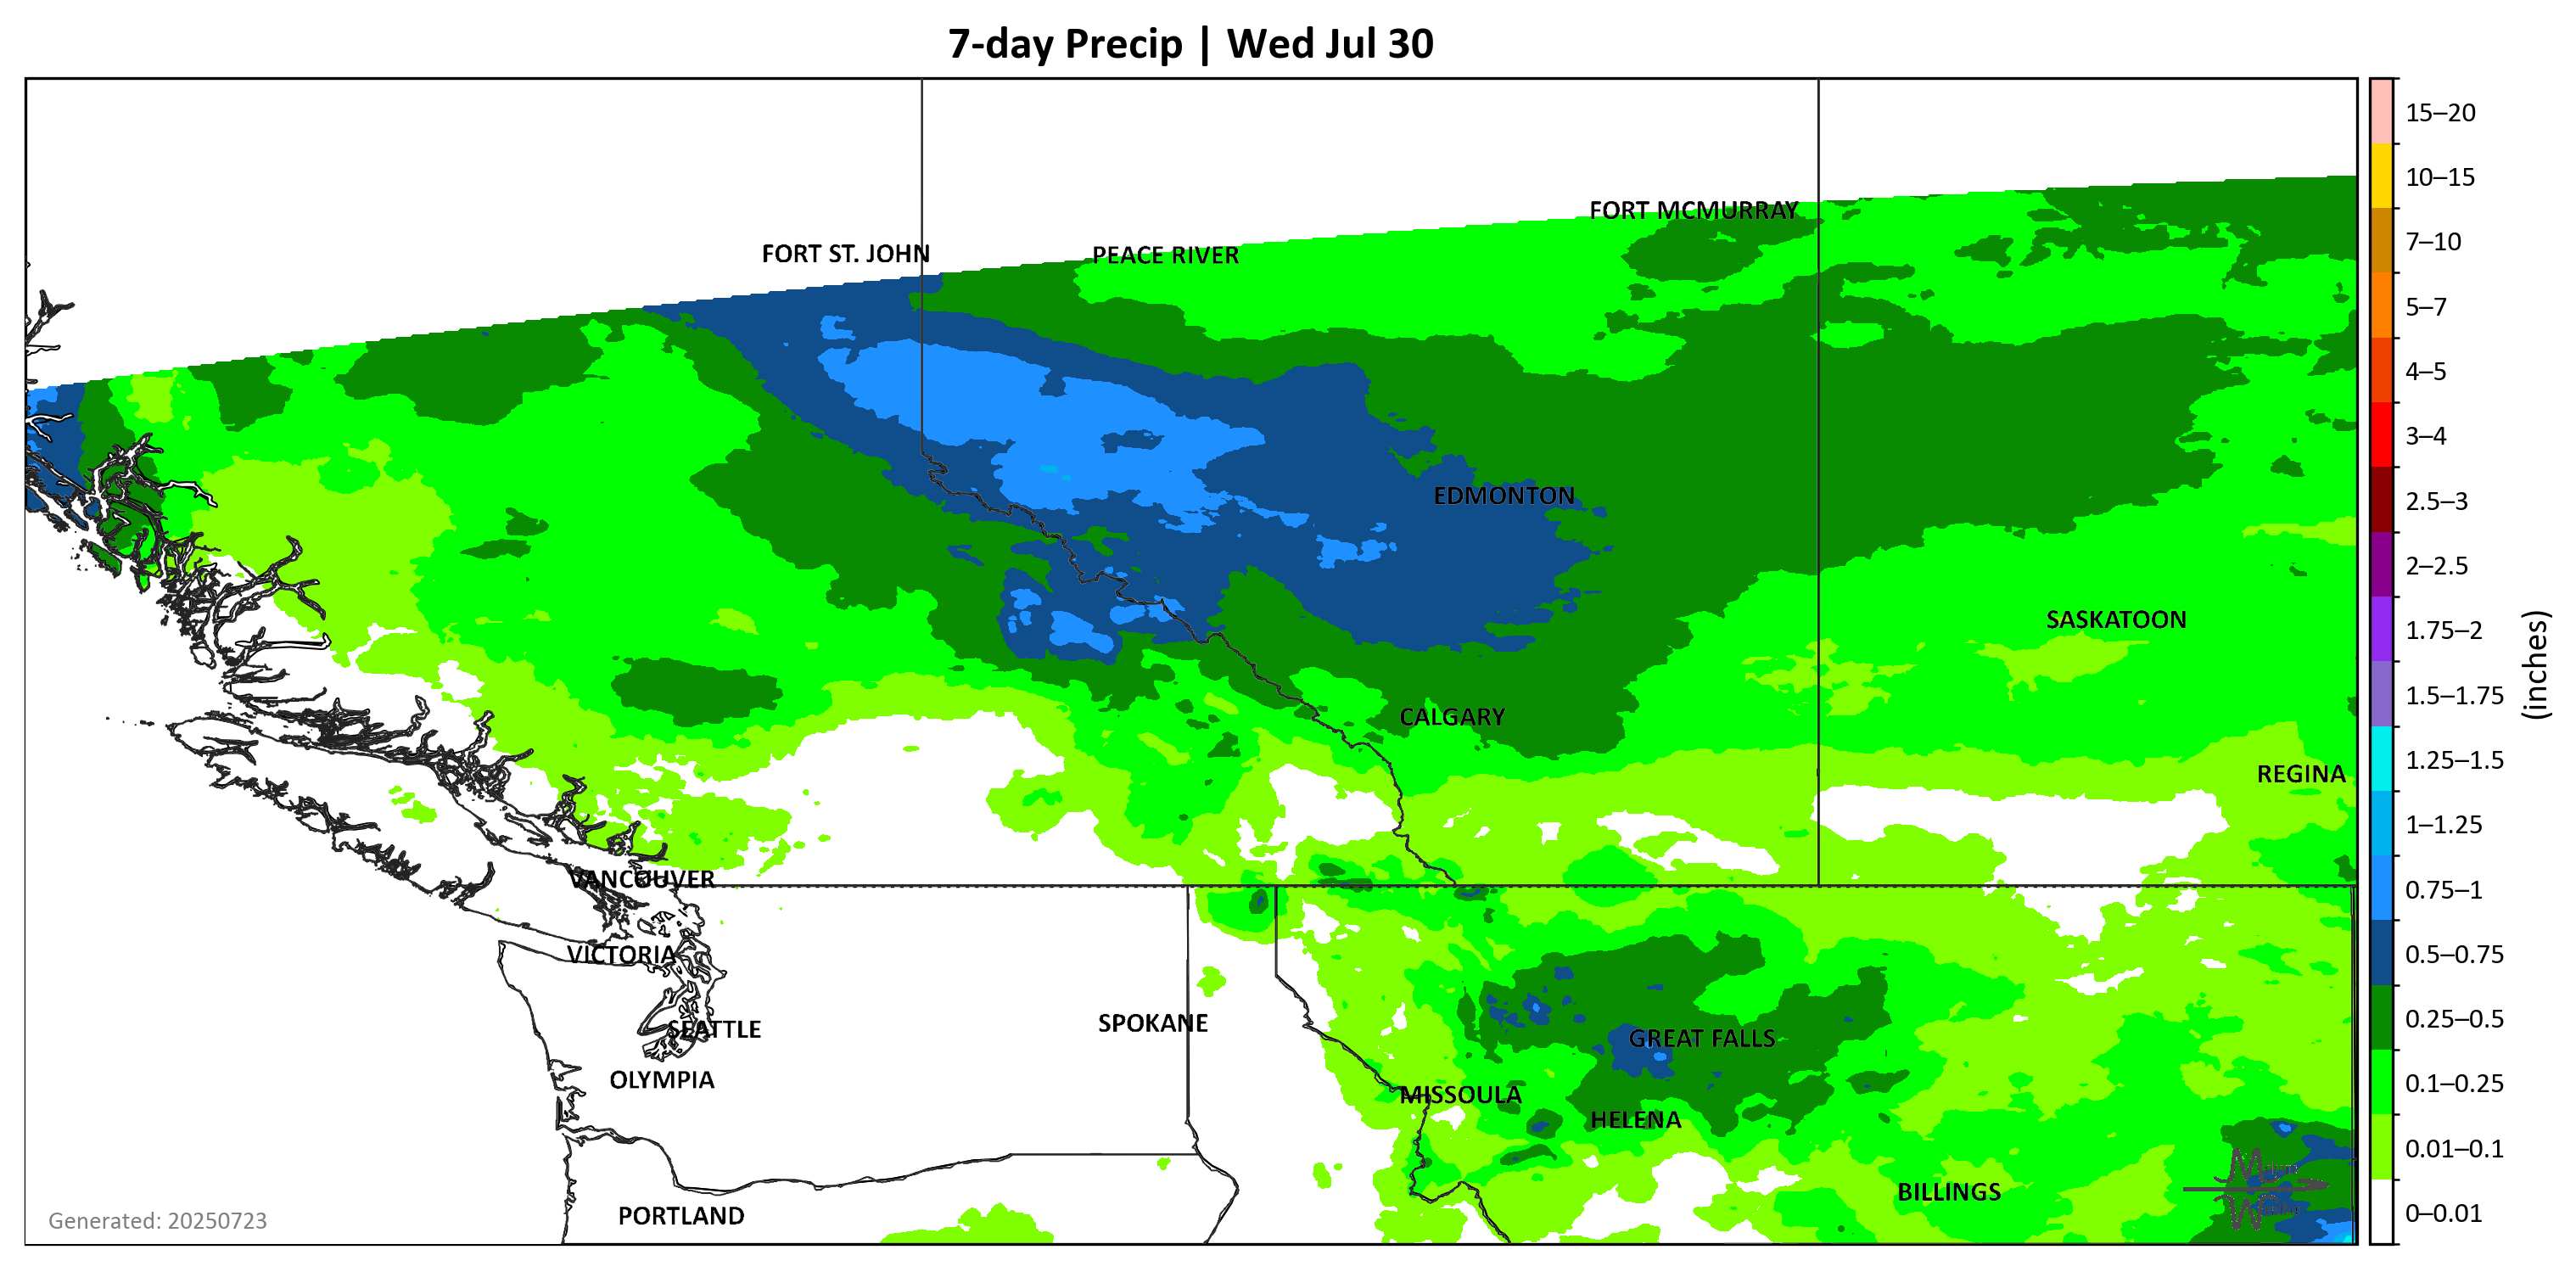 7-day Precip | Wed Jul 30
FORT MCMURRAY
FORT ST. JOHN
PEACE RIVER
EDMONTON
SASKATOON
CALGARY
REGINA
VANCOUVER
VICTORIA
SPOKANE
SEATTLE
GREAT FALLS
OLYMPIA
MISSOULA
HELENA
BILLINGS
PORTLAND
Generated: 20250723
15–20
10–15
7–10
5–7
4–5
3–4
2.5–3
2–2.5
1.75–2
1.5–1.75
1.25–1.5
1–1.25
0.75–1
0.5–0.75
0.25–0.5
0.1–0.25
0.01–0.1
0–0.01
(inches)